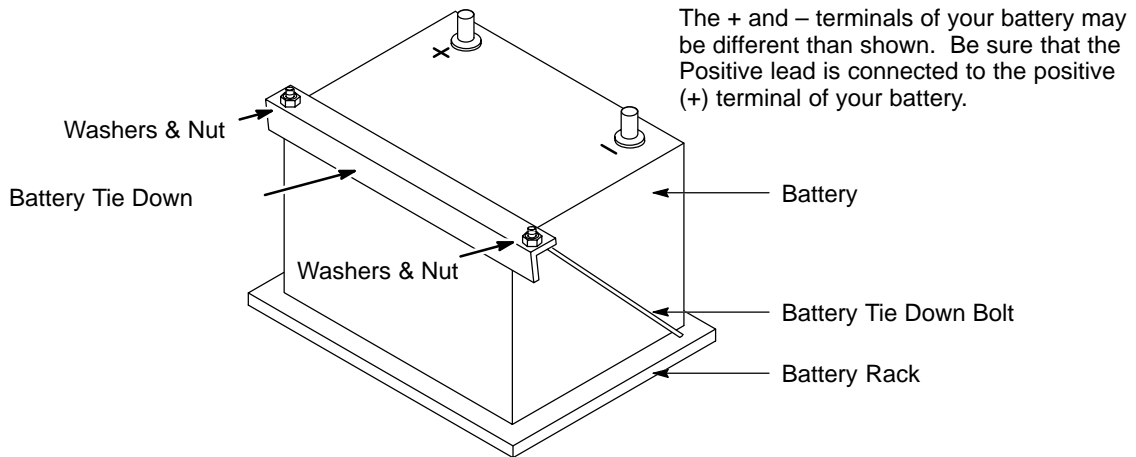 The + and – terminals of your battery may
be different than shown.  Be sure that the
Positive lead is connected to the positive
(+) terminal of your battery.
+
–
Washers & Nut
Battery Tie Down
Battery
Washers & Nut
Battery Tie Down Bolt
Battery Rack